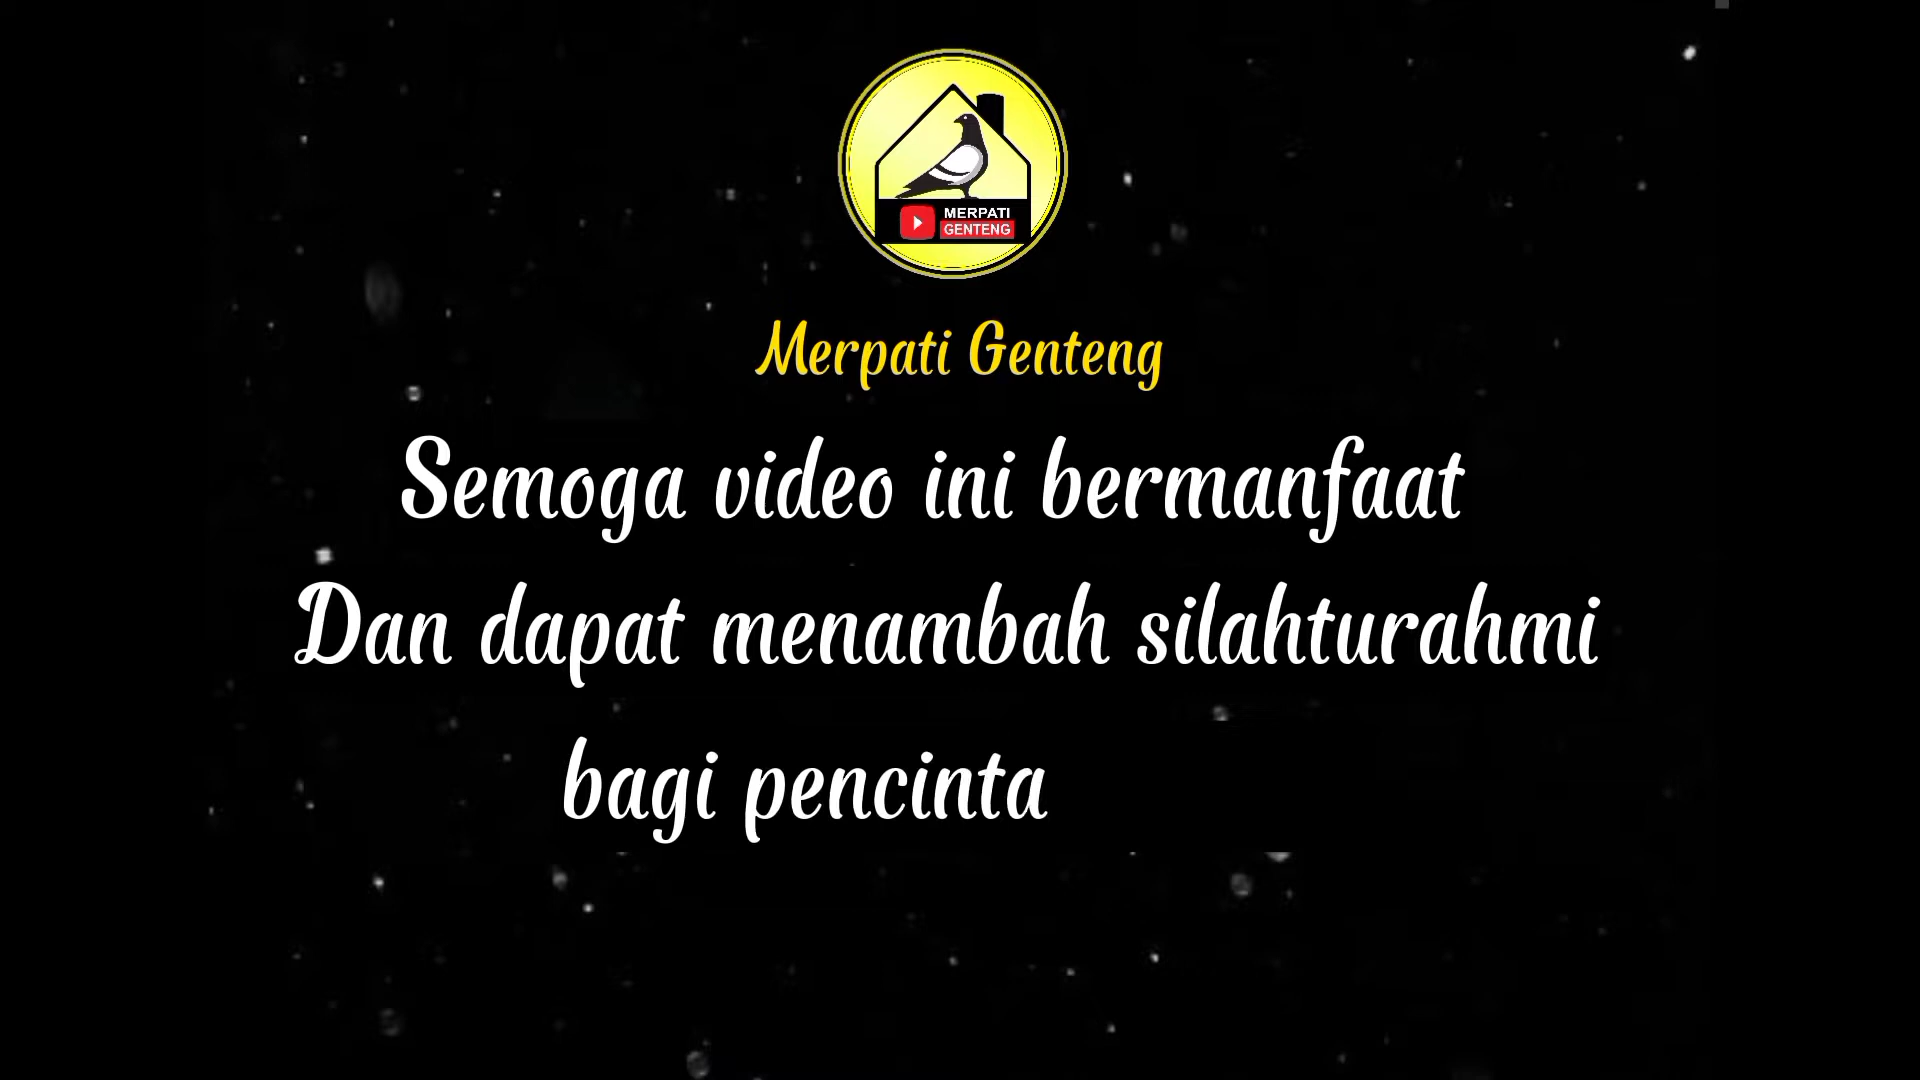 MERPATI
GENTENG
Merpati Genteng
Semoga video ini bermanfaat
Dan dapat menambah silahturahmi
bagi pencinta